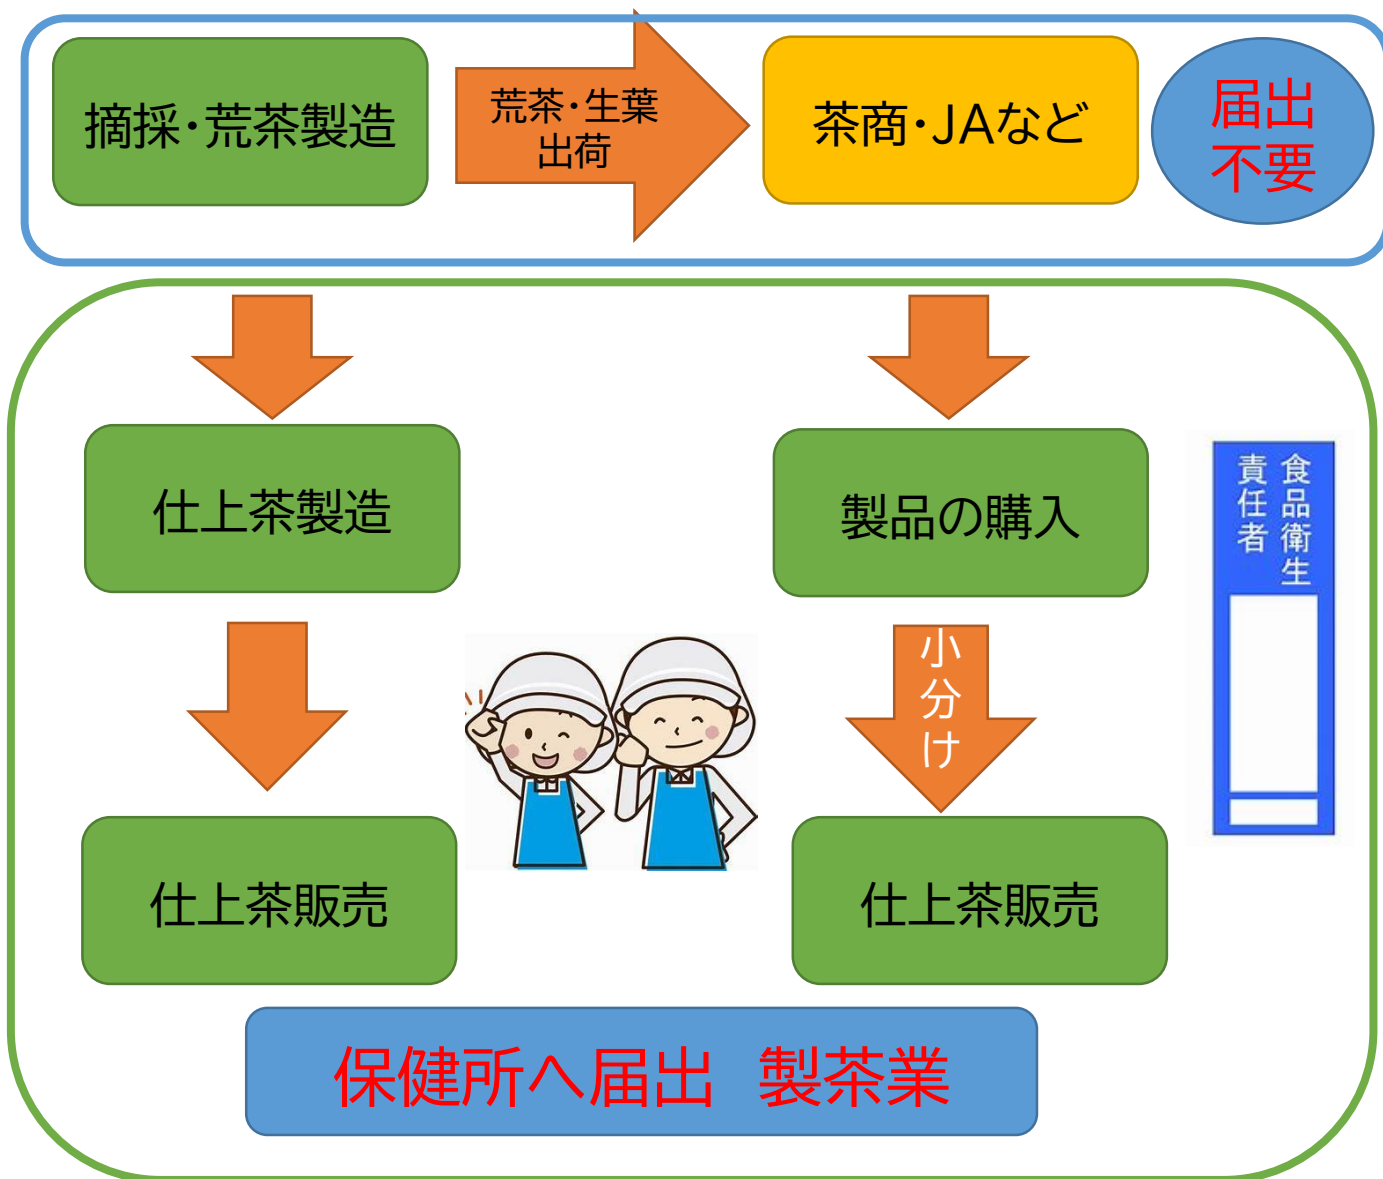 摘採・荒茶製造
荒茶・生葉
出荷
茶商・JAなど
届出
不要
仕上茶製造
製品の購入
食品衛生
責任者
小分け
仕上茶販売
仕上茶販売
保健所へ届出　製茶業